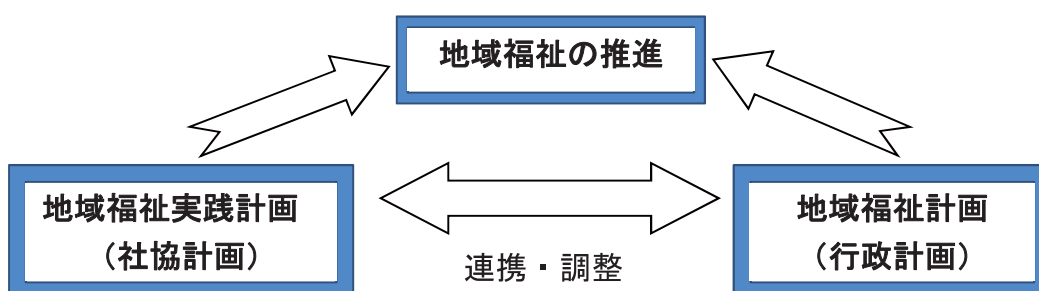 地域福祉の推進
地域福祉実践計画
（社協計画）
地域福祉計画
（行政計画）
連携・調整